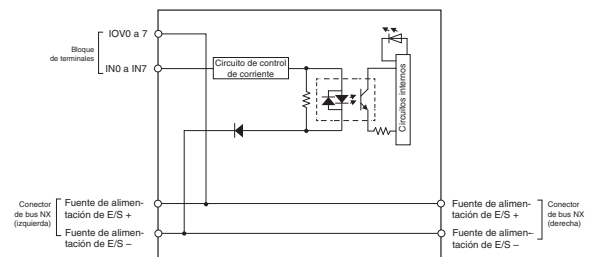 IOV0 a 7
Bloque
de terminales
IN0 a IN7
Circuito de control
de corriente
Circuitos internos
Conector
de bus NX
(izquierda)
Fuente de alimen-
tación de E/S +
Fuente de alimen-
tación de E/S –
Fuente de alimen-
tación de E/S +
Fuente de alimen-
tación de E/S –
Conector
de bus NX
(derecha)